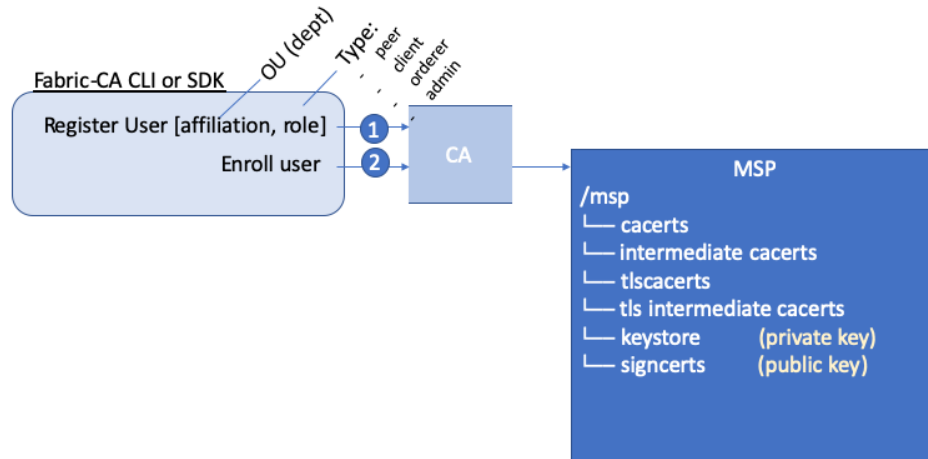 OU (dept)
Type:
- peer
- client
- orderer
- admin
Fabric-CA CLI or SDK
Register User [affiliation, role]
1
Enroll user
2
CA
MSP
/msp
└── cacerts
└── intermediate cacerts
└── tlscacerts
└── tls intermediate cacerts
└── keystore (private key)
└── signcerts (public key)